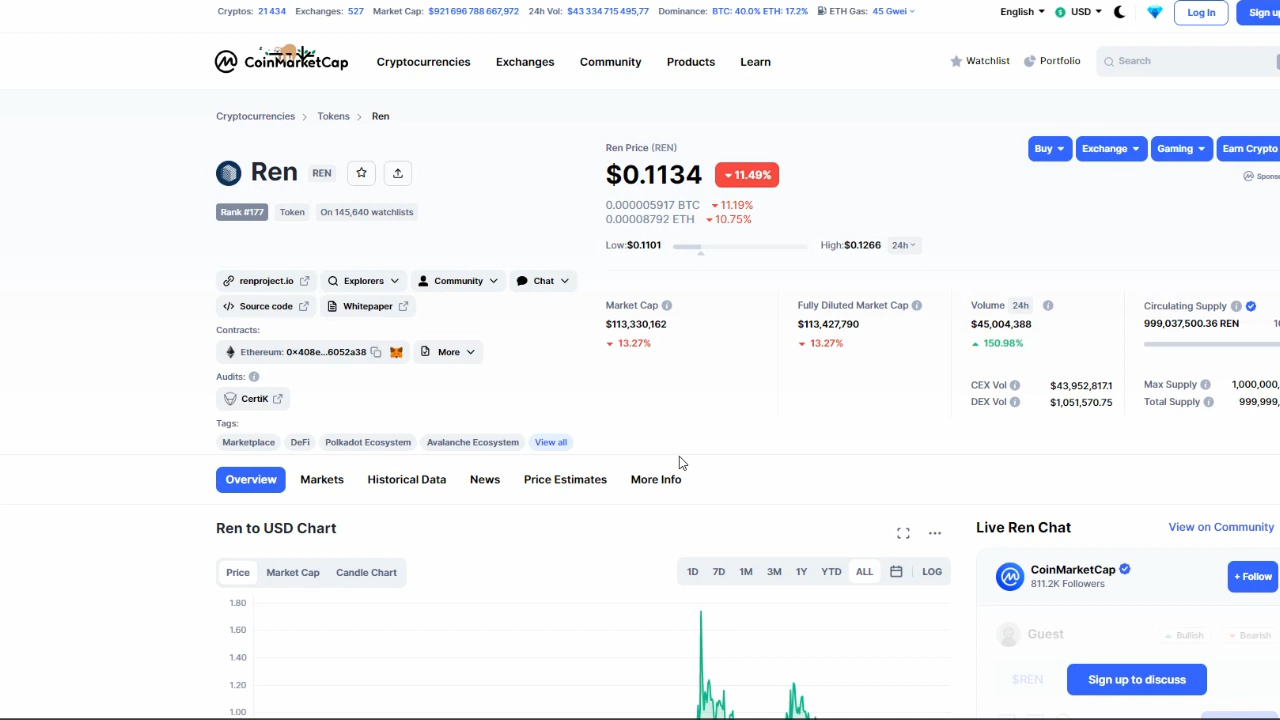 Cryptos: 21 434 Exchanges: 527 Market Cap: $921 696 788 667,972 24h Vol: $43 334 715 495,77 Dominance: BTC: 40.0% ETH: 17.2% ETH Gas: 45 Gwei English USD Log In Sign up
CoinMarketCap Cryptocurrencies Exchanges Community Products Learn Watchlist Portfolio Search
Cryptocurrencies > Tokens > Ren
Ren Price (REN)
Buy Exchange Gaming Earn Crypto
Ren REN
$0.1134 11.49%
0.000005917 BTC 11.19%
0.00008792 ETH 10.75%
Rank #177 Token On 145,640 watchlists
Low:$0.1101 High:$0.1266 24h
renproject.io Explorers Community Chat
Source code Whitepaper
Market Cap Fully Diluted Market Cap Volume 24h Circulating Supply
$113,330,162 $113,427,790 $45,004,388 999,037,500.36 REN
13.27% 13.27% 150.98%
Contracts:
Ethereum: 0x408e...6052a38 More
Audits:
CertiK
CEX Vol $43,952,817.1 Max Supply 1,000,000,
DEX Vol $1,051,570.75 Total Supply 999,999,
Tags:
Marketplace DeFi Polkadot Ecosystem Avalanche Ecosystem View all
Overview Markets Historical Data News Price Estimates More Info
Ren to USD Chart
Live Ren Chat View on Community
Price Market Cap Candle Chart 1D 7D 1M 3M 1Y YTD ALL LOG
CoinMarketCap
811.2K Followers
+ Follow
1.80
1.60
1.40
1.20
1.00
Guest Bullish Bearish
$REN Sign up to discuss